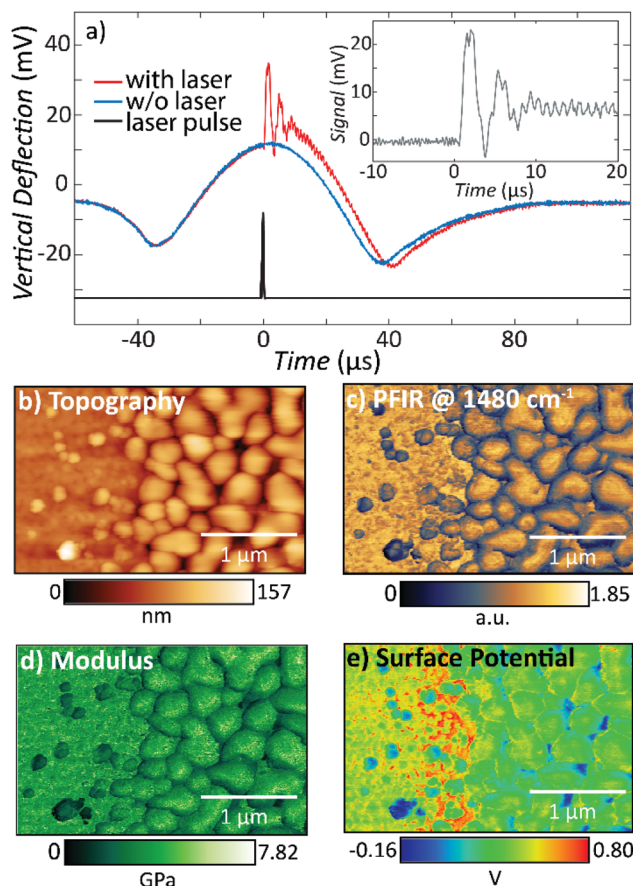 a)
with laser
w/o laser
laser pulse
Vertical Deflection (mV)
40
20
0
-20
-40
0
40
80
Time (µs)
Signal (mV)
20
10
0
-10
0
10
20
Time (µs)
b) Topography
1 µm
0
157
nm
c) PFIR @ 1480 cm⁻¹
1 µm
0
1.85
a.u.
d) Modulus
1 µm
0
7.82
GPa
e) Surface Potential
1 µm
-0.16
0.80
V